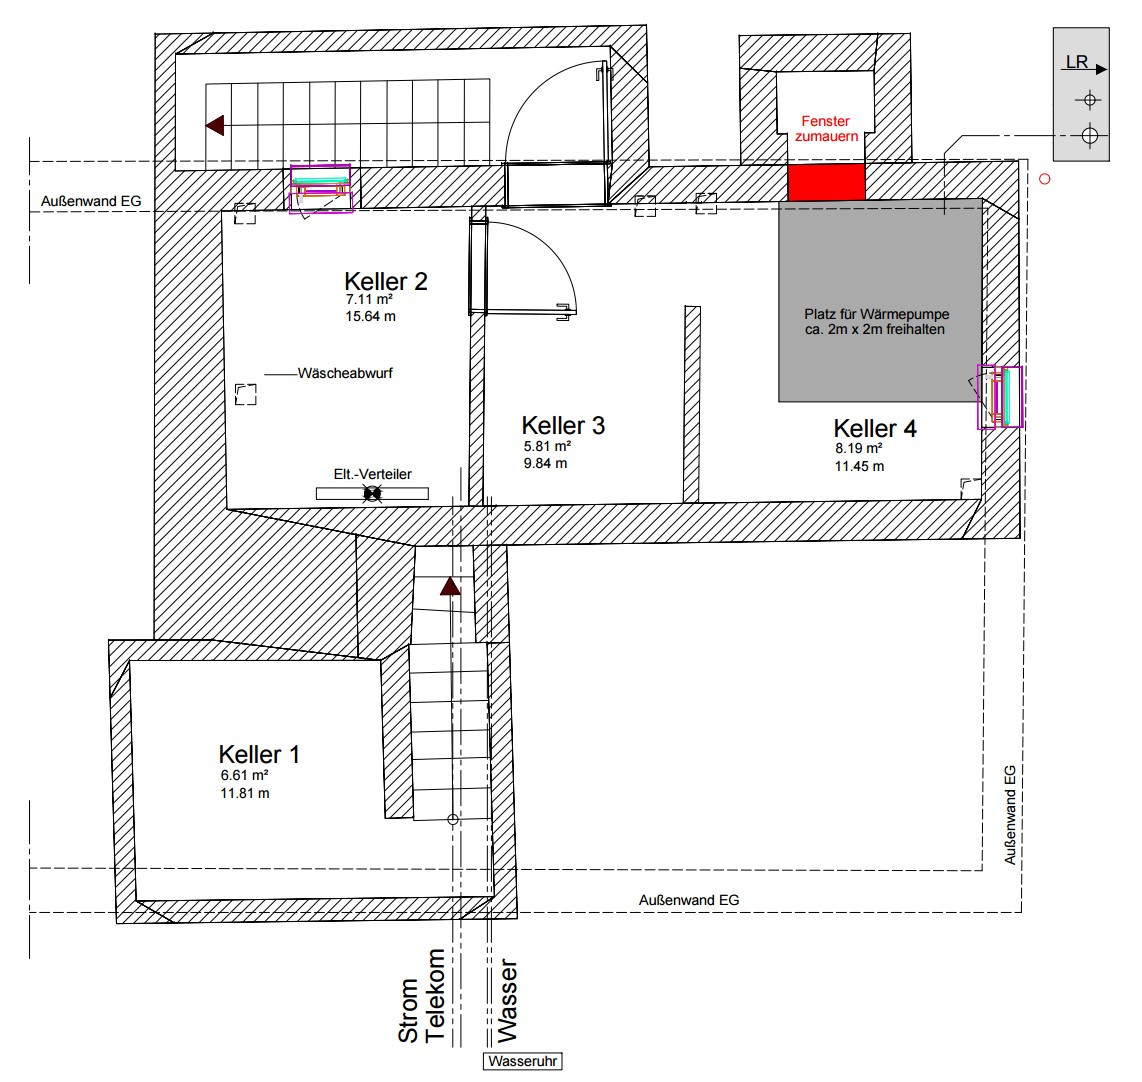 LR
Fenster
zumauern
Außenwand EG
Keller 2
7.11 m²
15.64 m
Platz für Wärmepumpe
ca. 2m x 2m freihalten
Wäscheabwurf
Keller 3
5.81 m²
9.84 m
Keller 4
8.19 m²
11.45 m
Elt.-Verteiler
Keller 1
6.61 m²
11.81 m
Außenwand EG
Außenwand EG
Strom
Telekom
Wasser
Wasseruhr